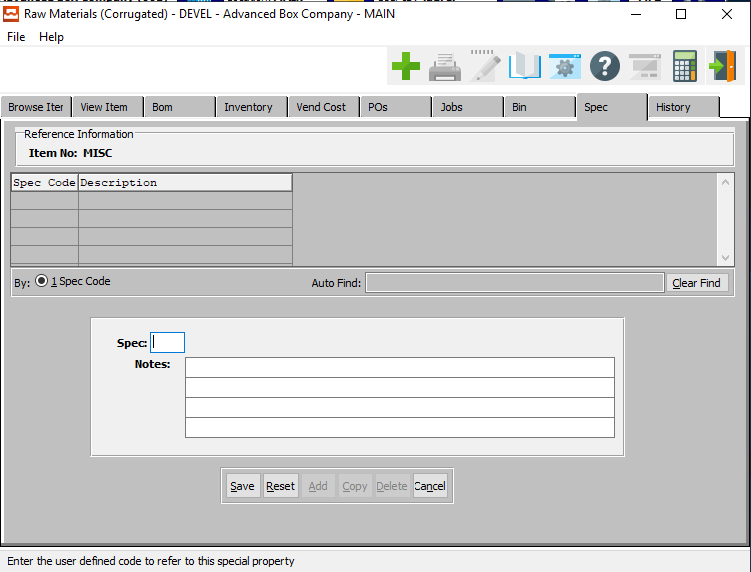 Raw Materials (Corrugated) - DEVEL - Advanced Box Company - MAIN
File Help
Browse Iter View Item Bom Inventory Vend Cost POs Jobs Bin Spec History
Reference Information
Item No: MISC
Spec Code Description
By: 1 Spec Code Auto Find: Clear Find
Spec:
Notes:
Save Reset Add Copy Delete Cancel
Enter the user defined code to refer to this special property